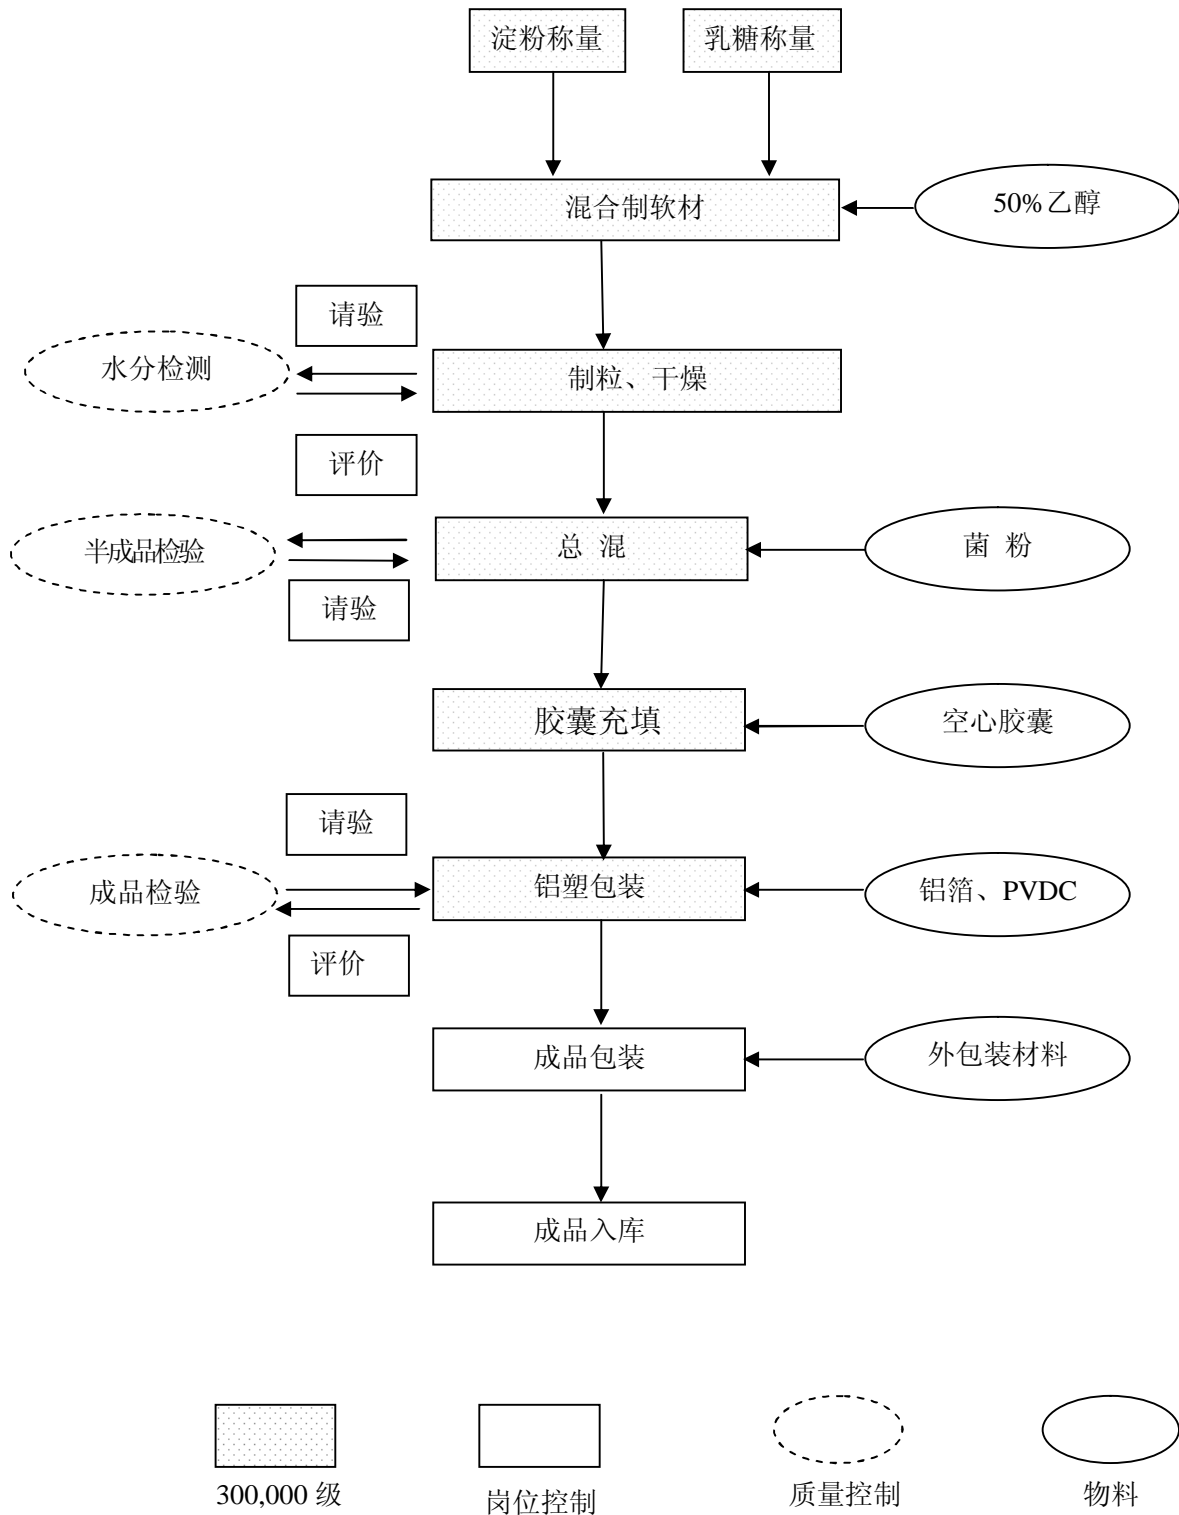 淀粉称量
乳糖称量
混合制软材
50%乙醇
请验
水分检测
制粒、干燥
评价
半成品检验
总 混
菌 粉
请验
胶囊充填
空心胶囊
请验
成品检验
铝塑包装
铝箔、PVDC
评价
成品包装
外包装材料
成品入库
300,000 级
岗位控制
质量控制
物料